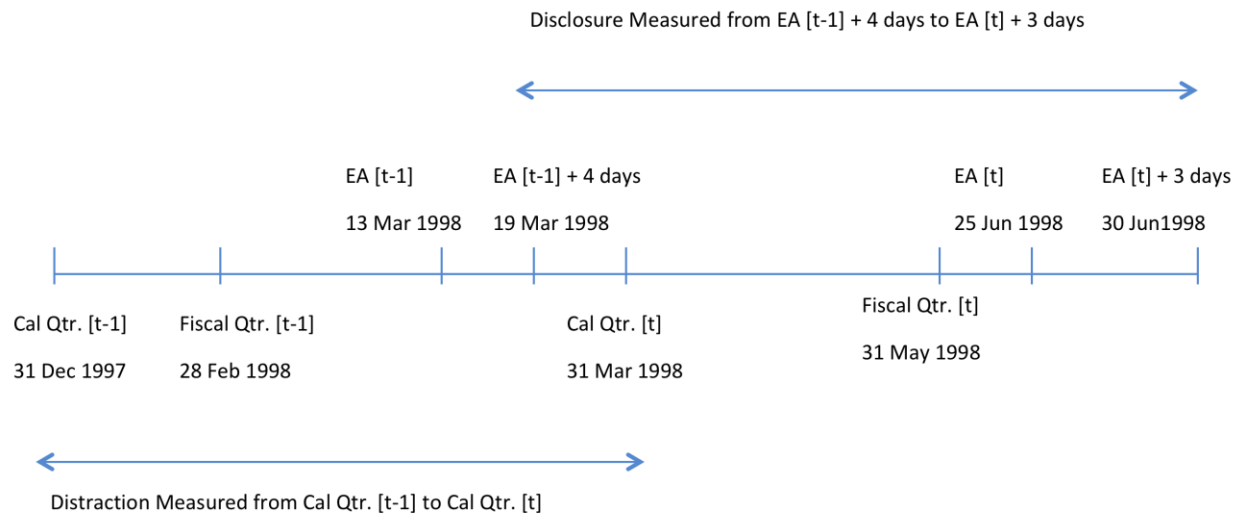 Disclosure Measured from EA [t-1] + 4 days to EA [t] + 3 days
EA [t-1]
13 Mar 1998
EA [t-1] + 4 days
19 Mar 1998
EA [t]
25 Jun 1998
EA [t] + 3 days
30 Jun1998
Cal Qtr. [t-1]
31 Dec 1997
Fiscal Qtr. [t-1]
28 Feb 1998
Cal Qtr. [t]
31 Mar 1998
Fiscal Qtr. [t]
31 May 1998
Distraction Measured from Cal Qtr. [t-1] to Cal Qtr. [t]